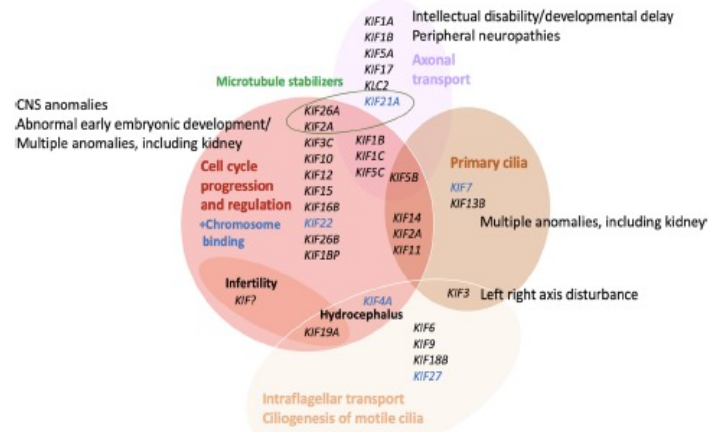 KIF1A
KIF1B
KIF5A
KIF17
KLC2
KIF21A
Intellectual disability/developmental delay
Peripheral neuropathies
Axonal
transport
Microtubule stabilizers
CNS anomalies
Abnormal early embryonic development/
Multiple anomalies, including kidney
KIF26A
KIF2A
KIF3C
KIF10
KIF12
KIF15
KIF16B
KIF22
KIF26B
KIF1BP
KIF1B
KIF1C
KIF5C
KIF5B
Cell cycle
progression
and regulation
+Chromosome
binding
Primary cilia
KIF7
KIF13B
Multiple anomalies, including kidney
KIF14
KIF2A
KIF11
Infertility
KIF?
KIF4A
Hydrocephalus
KIF19A
KIF3
Left right axis disturbance
KIF6
KIF9
KIF18B
KIF27
Intraflagellar transport
Ciliogenesis of motile cilia